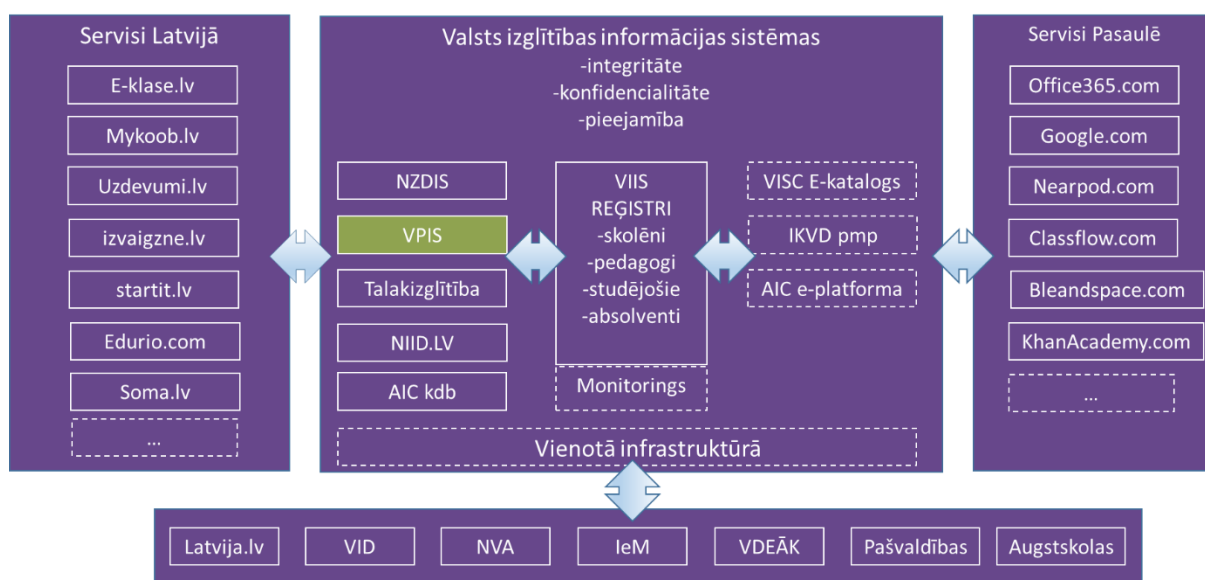 Servisi Latvijā
E-klase.lv
Mykoob.lv
Uzdevumi.lv
izvaigzne.lv
startit.lv
Edurio.com
Soma.lv
...
Valsts izglītības informācijas sistēmas
-integritāte
-konfidencialitāte
-pieejamība
NZDIS
VPIS
Talakizglītība
NIID.LV
AIC kdb
VIIS
REĢISTRI
-skolēni
-pedagogi
-studējošie
-absolventi
Monitorings
VISC E-katalogs
IKVD pmp
AIC e-platforma
Vienotā infrastruktūrā
Servisi Pasaulē
Office365.com
Google.com
Nearpod.com
Classflow.com
Bleandspace.com
KhanAcademy.com
...
Latvija.lv
VID
NVA
IeM
VDEĀK
Pašvaldības
Augstskolas